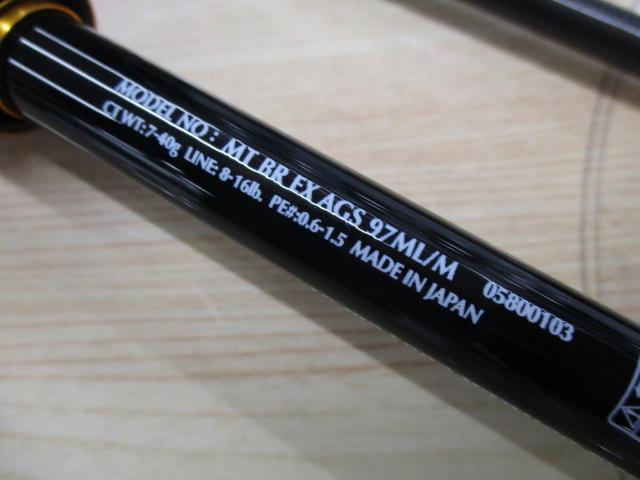 MODEL NO: MT BR EX AGS 97ML/M 05800103
CT WT: 7-40g LINE: 8-16lb. PE#:0.6-1.5 MADE IN JAPAN